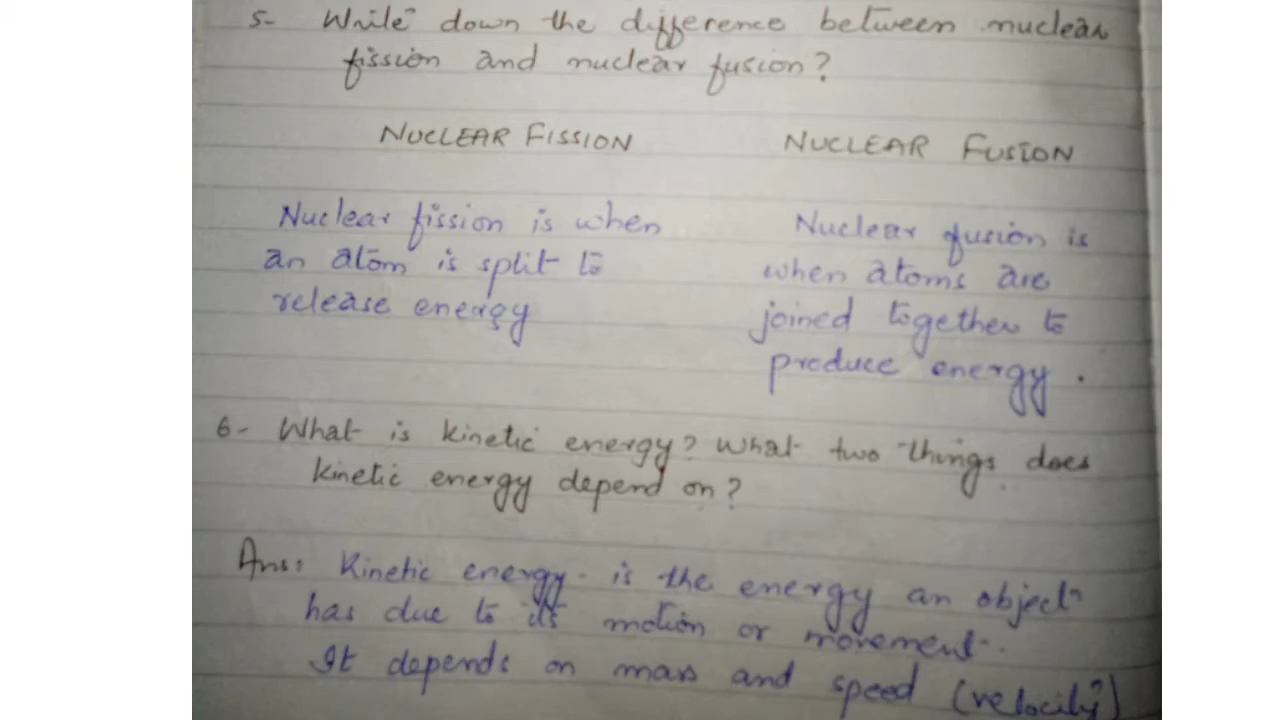 5- Write down the difference between nuclear
fission and nuclear fusion?
NUCLEAR FISSION
Nuclear fission is when
an atom is split to
release energy
NUCLEAR FUSION
Nuclear fusion is
when atoms are
joined together to
produce energy.
6- What is kinetic energy? What two things does
kinetic energy depend on?
Ans: Kinetic energy is the energy an object
has due to its motion or movement.
It depends on mass and speed (velocity)